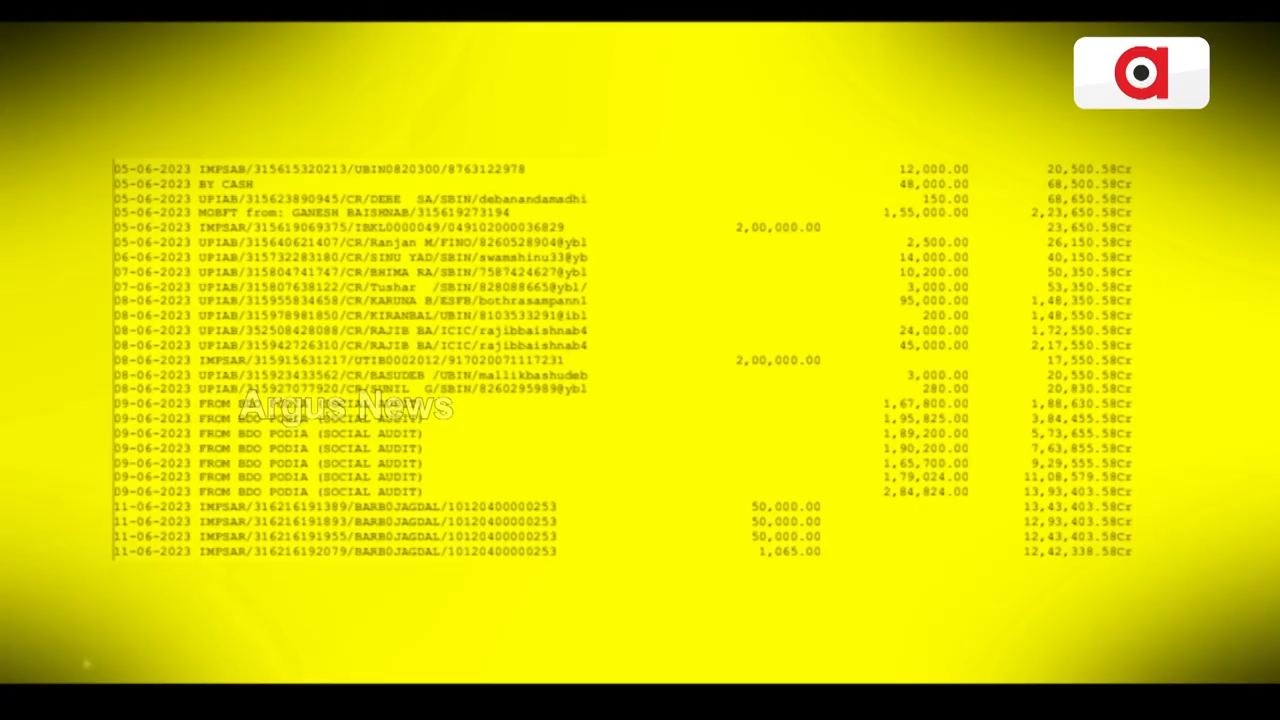 a
05-06-2023 IMPSAB/315615320213/UBIN0820300/8763122978 12,000.00 20,500.58Cr
05-06-2023 BY CASH 48,000.00 68,500.58Cr
05-06-2023 UPIAB/315623890945/CR/DEBE SA/SBIN/debanandamadhi 150.00 68,650.58Cr
05-06-2023 MOBFT from: GANESH BAISHNAB/315619273194 1,55,000.00 2,23,650.58Cr
05-06-2023 IMPSAR/315619069375/IBKL0000049/049102000036829 2,00,000.00 23,650.58Cr
05-06-2023 UPIAB/315640621407/CR/Ranjan M/FINO/8260528904@ybl 2,500.00 26,150.58Cr
06-06-2023 UPIAB/315732283180/CR/SINU YAD/SBIN/swamshinu33@yb 14,000.00 40,150.58Cr
07-06-2023 UPIAB/315804741747/CR/BHIMA RA/SBIN/7587424627@ybl 10,200.00 50,350.58Cr
07-06-2023 UPIAB/315807638122/CR/Tushar /SBIN/828088665@ybl/ 3,000.00 53,350.58Cr
08-06-2023 UPIAB/315955834658/CR/KARUNA B/ESFB/bothrasampann1 95,000.00 1,48,350.58Cr
08-06-2023 UPIAB/315978981850/CR/KIRANBAL/UBIN/8103533291@ibl 200.00 1,48,550.58Cr
08-06-2023 UPIAB/352508428088/CR/RAJIB BA/ICIC/rajibbaishnab4 24,000.00 1,72,550.58Cr
08-06-2023 UPIAB/315942726310/CR/RAJIB BA/ICIC/rajibbaishnab4 45,000.00 2,17,550.58Cr
08-06-2023 IMPSAR/315915631217/UTIB0002012/917020071117231 2,00,000.00 17,550.58Cr
08-06-2023 UPIAB/315923433562/CR/BASUDEB /UBIN/mallikbashudeb 3,000.00 20,550.58Cr
08-06-2023 UPIAB/315927077920/CR/SUNIL G/SBIN/8260295989@ybl 280.00 20,830.58Cr
09-06-2023 FROM BDO PODIA (SOCIAL AUDIT) 1,67,800.00 1,88,630.58Cr
Argus News
09-06-2023 FROM BDO PODIA (SOCIAL AUDIT) 1,95,825.00 3,84,455.58Cr
09-06-2023 FROM BDO PODIA (SOCIAL AUDIT) 1,89,200.00 5,73,655.58Cr
09-06-2023 FROM BDO PODIA (SOCIAL AUDIT) 1,90,200.00 7,63,855.58Cr
09-06-2023 FROM BDO PODIA (SOCIAL AUDIT) 1,65,700.00 9,29,555.58Cr
09-06-2023 FROM BDO PODIA (SOCIAL AUDIT) 1,79,024.00 11,08,579.58Cr
09-06-2023 FROM BDO PODIA (SOCIAL AUDIT) 2,84,824.00 13,93,403.58Cr
11-06-2023 IMPSAR/316216191389/BARB0JAGDAL/10120400000253 50,000.00 13,43,403.58Cr
11-06-2023 IMPSAR/316216191893/BARB0JAGDAL/10120400000253 50,000.00 12,93,403.58Cr
11-06-2023 IMPSAR/316216191955/BARB0JAGDAL/10120400000253 50,000.00 12,43,403.58Cr
11-06-2023 IMPSAR/316216192079/BARB0JAGDAL/10120400000253 1,065.00 12,42,338.58Cr